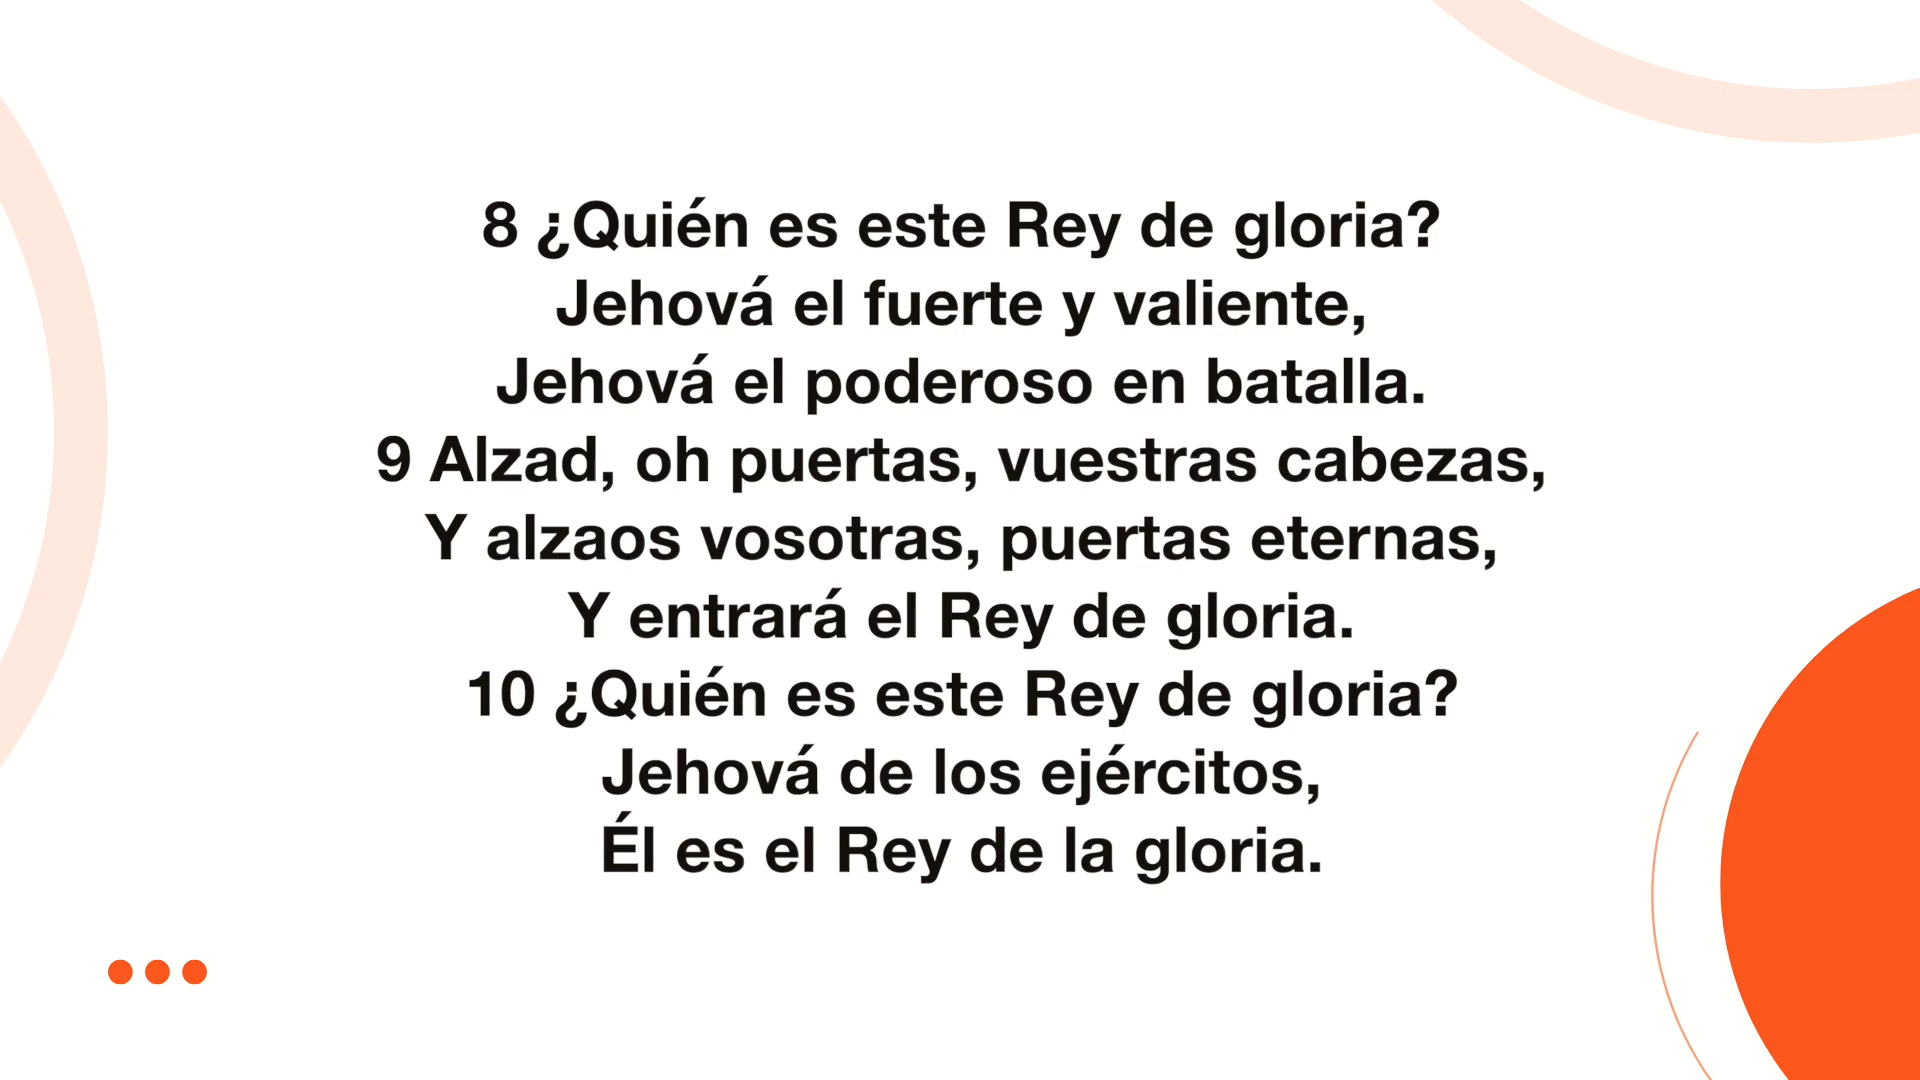 8 ¿Quién es este Rey de gloria?
Jehová el fuerte y valiente,
Jehová el poderoso en batalla.
9 Alzad, oh puertas, vuestras cabezas,
Y alzaos vosotras, puertas eternas,
Y entrará el Rey de gloria.
10 ¿Quién es este Rey de gloria?
Jehová de los ejércitos,
Él es el Rey de la gloria.